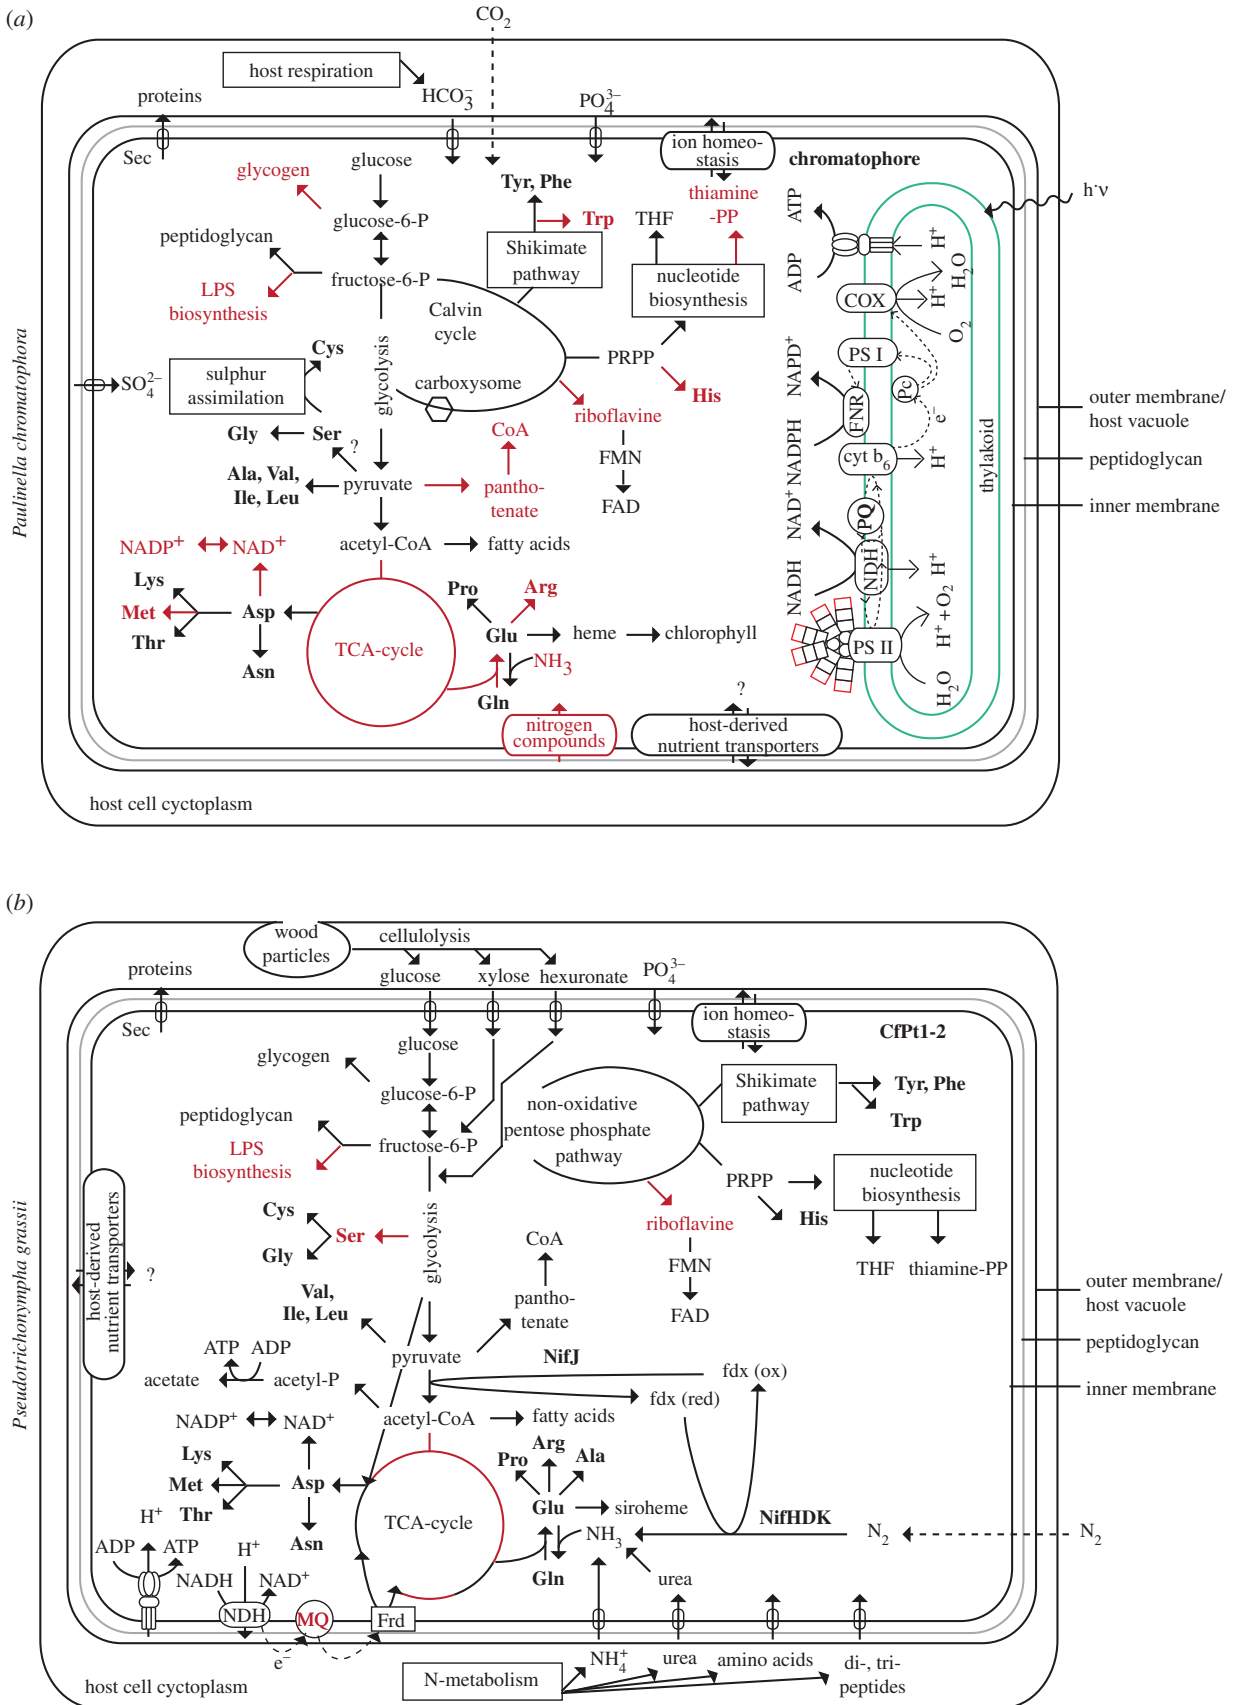 (a)
CO2
host respiration
proteins
HCO3−
PO4^3−
Sec
ion homeo-
stasis
chromatophore
glycogen
glucose
Tyr, Phe
thiamine
-PP
h·ν
ATP
THF
Trp
glucose-6-P
peptidoglycan
Shikimate
pathway
H+
H2O
fructose-6-P
nucleotide
biosynthesis
ADP
LPS
biosynthesis
COX
H+
Calvin
cycle
O2
Cys
PRPP
PS I
NAPD+
sulphur
assimilation
SO4^2−
glycolysis
carboxysome
His
Pc
riboflavine
FNR
e−
outer membrane/
host vacuole
Gly
Ser
?
CoA
FMN
NADPH
cyt b6
H+
thylakoid
peptidoglycan
Ala, Val,
Ile, Leu
pyruvate
pantho-
tenate
FAD
inner membrane
NAD+
PQ
NADP+
NAD+
acetyl-CoA
fatty acids
Lys
Pro
Arg
NADH
NDH
H+
Met
Asp
Thr
Glu
heme
chlorophyll
H+ + O2
TCA-cycle
NH3
PS II
Asn
Gln
?
H2O
nitrogen
compounds
host-derived
nutrient transporters
host cell cyctoplasm
Paulinella chromatophora
(b)
wood
particles
cellulolysis
proteins
glucose
xylose
hexuronate
PO4^3−
Sec
ion homeo-
stasis
CfPt1-2
glycogen
glucose
glucose-6-P
Shikimate
pathway
Tyr, Phe
Trp
peptidoglycan
non-oxidative
pentose phosphate
pathway
LPS
biosynthesis
fructose-6-P
PRPP
nucleotide
biosynthesis
Cys
Ser
Gly
glycolysis
riboflavine
His
CoA
FMN
THF
thiamine-PP
host-derived
nutrient transporters
?
Val,
Ile, Leu
pantho-
tenate
FAD
outer membrane/
host vacuole
ATP
ADP
pyruvate
NifJ
peptidoglycan
acetate
acetyl-P
fdx (ox)
fdx (red)
inner membrane
NADP+
NAD+
acetyl-CoA
fatty acids
Lys
Arg
Pro
Ala
Met
Asp
Thr
Glu
siroheme
H+
TCA-cycle
NifHDK
NH3
N2
N2
Asn
ADP
ATP
H+
NADH
NAD+
Gln
urea
NDH
MQ
Frd
e−
NH4+
urea
amino acids
di-, tri-
peptides
N-metabolism
host cell cyctoplasm
Pseudotrichonympha grassii